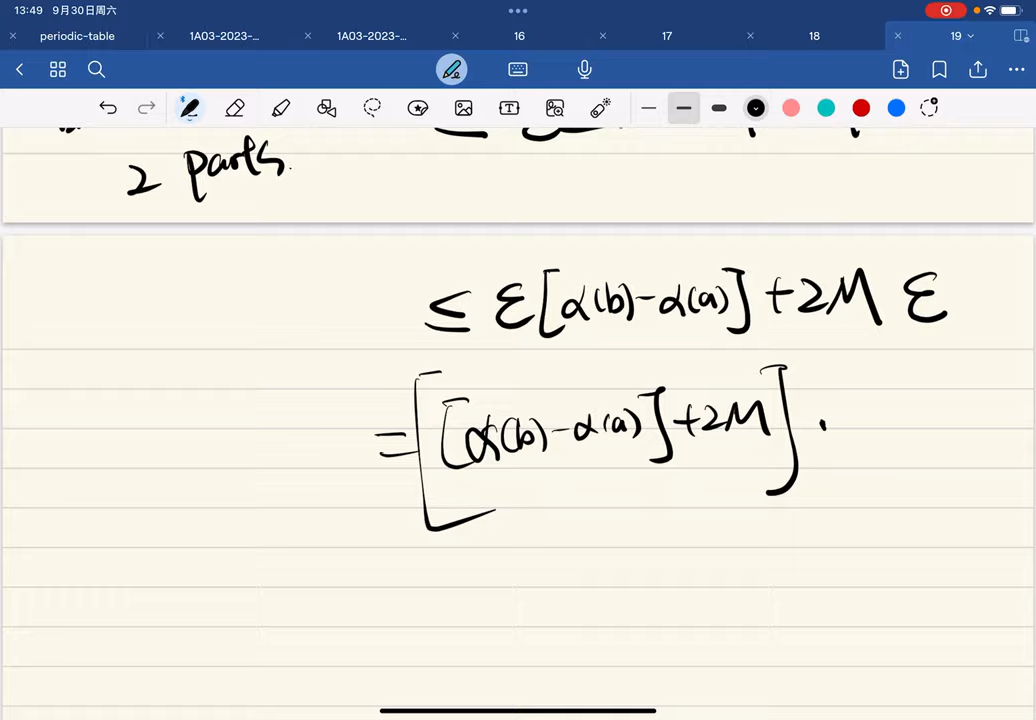 13:49 9月30日周六
periodic-table 1A03-2023-... 1A03-2023-... 16 17 18 19
2 parts.
≤ ε[α(b)-α(a)]+2M ε
=[[α(b)-α(a)]+2M] ·